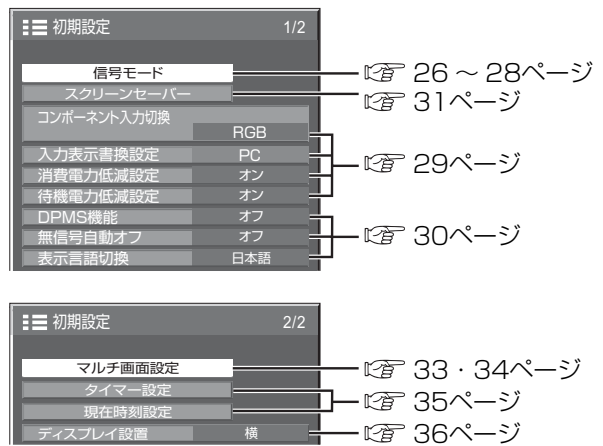 初期設定 1/2
信号モード
スクリーンセーバー
コンポーネント入力切換
RGB
入力表示書換設定 PC
消費電力低減設定 オン
待機電力低減設定 オン
DPMS機能 オフ
無信号自動オフ オフ
表示言語切換 日本語
26 ~ 28ページ
31ページ
29ページ
30ページ
初期設定 2/2
マルチ画面設定
タイマー設定
現在時刻設定
ディスプレイ設置 横
33・34ページ
35ページ
36ページ